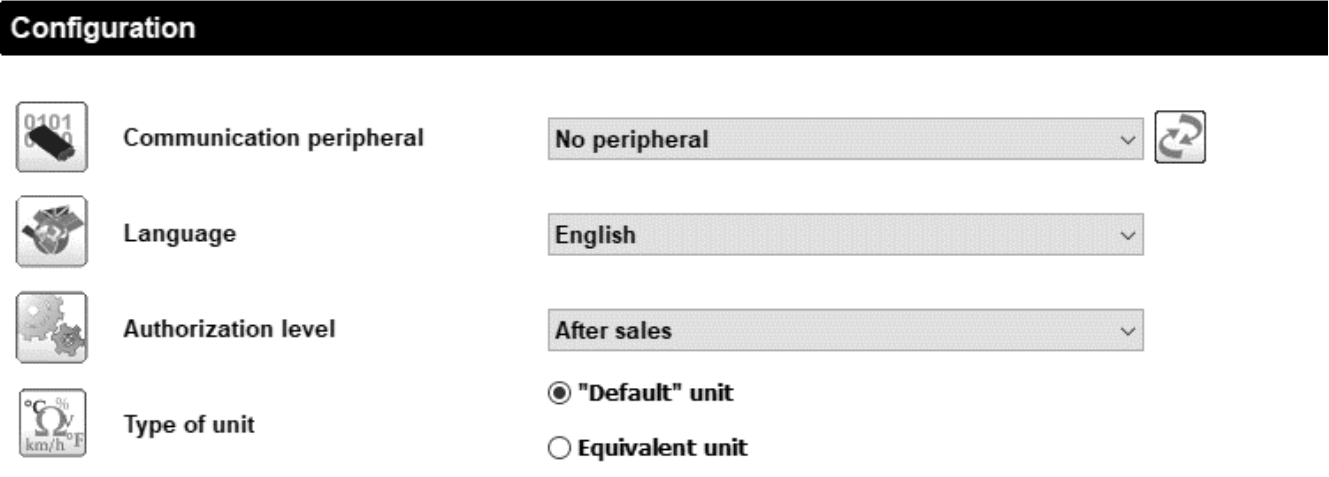 Configuration
0101
Communication peripheral
No peripheral
Language
English
Authorization level
After sales
"Default" unit
°C % Ω V km/h °F
Type of unit
Equivalent unit